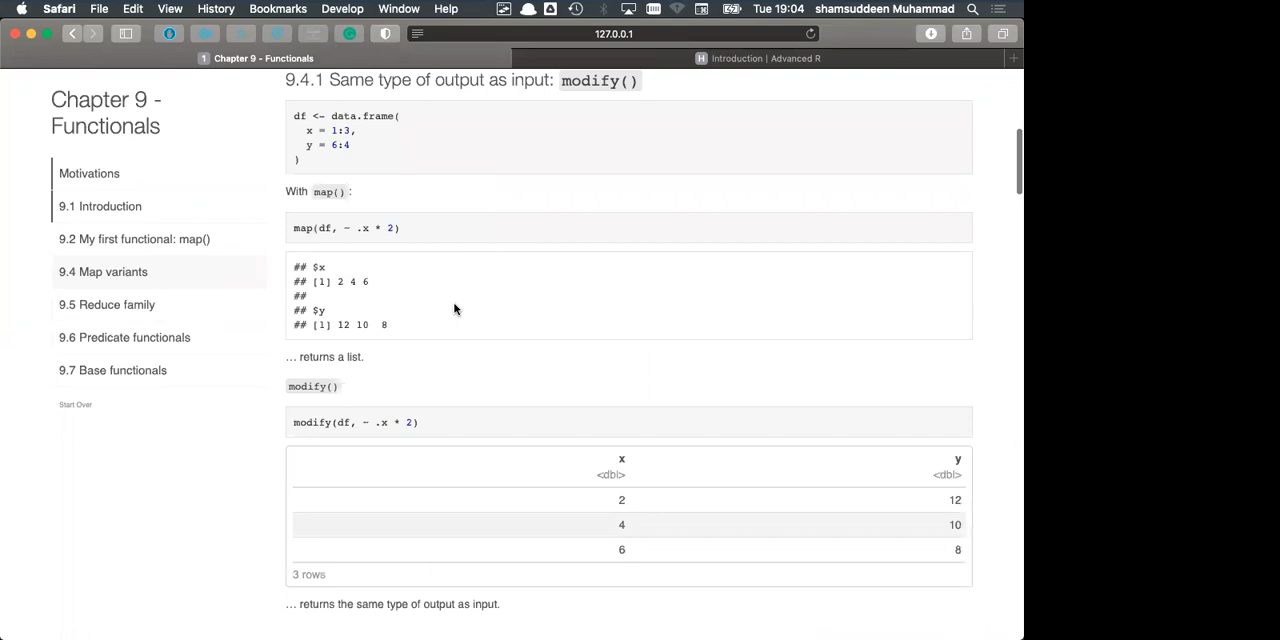 Safari File Edit View History Bookmarks Develop Window Help Tue 19:04 shamsuddeen Muhammad
127.0.0.1
1 Chapter 9 - Functionals
H Introduction | Advanced R
Chapter 9 -
Functionals
Motivations
9.1 Introduction
9.2 My first functional: map()
9.4 Map variants
9.5 Reduce family
9.6 Predicate functionals
9.7 Base functionals
Start Over
9.4.1 Same type of output as input: modify()
df <- data.frame(
x = 1:3,
y = 6:4
)
With map() :
map(df, ~ .x * 2)
## $x
## [1] 2 4 6
##
## $y
## [1] 12 10  8
… returns a list.
modify()
modify(df, ~ .x * 2)
x y
<dbl> <dbl>
2 12
4 10
6 8
3 rows
… returns the same type of output as input.